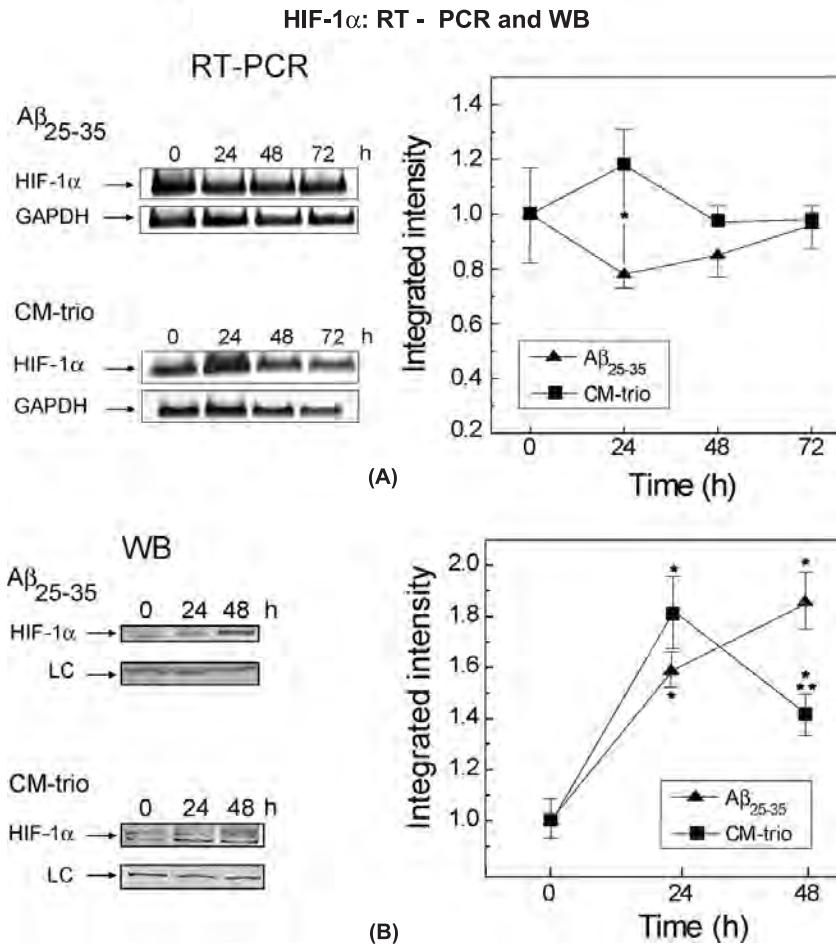 HIF-1α: RT - PCR and WB
RT-PCR
Aβ25-35
0 24 48 72 h
HIF-1α
GAPDH
CM-trio
0 24 48 72 h
HIF-1α
GAPDH
Integrated intensity
1.4
1.2
1.0
0.8
0.6
0.4
0.2
*
Aβ25-35
CM-trio
0 24 48 72
Time (h)
(A)
WB
Aβ25-35
0 24 48 h
HIF-1α
LC
CM-trio
0 24 48 h
HIF-1α
LC
Integrated intensity
2.0
1.8
1.6
1.4
1.2
1.0
*
*
*
*
**
Aβ25-35
CM-trio
0 24 48
Time (h)
(B)